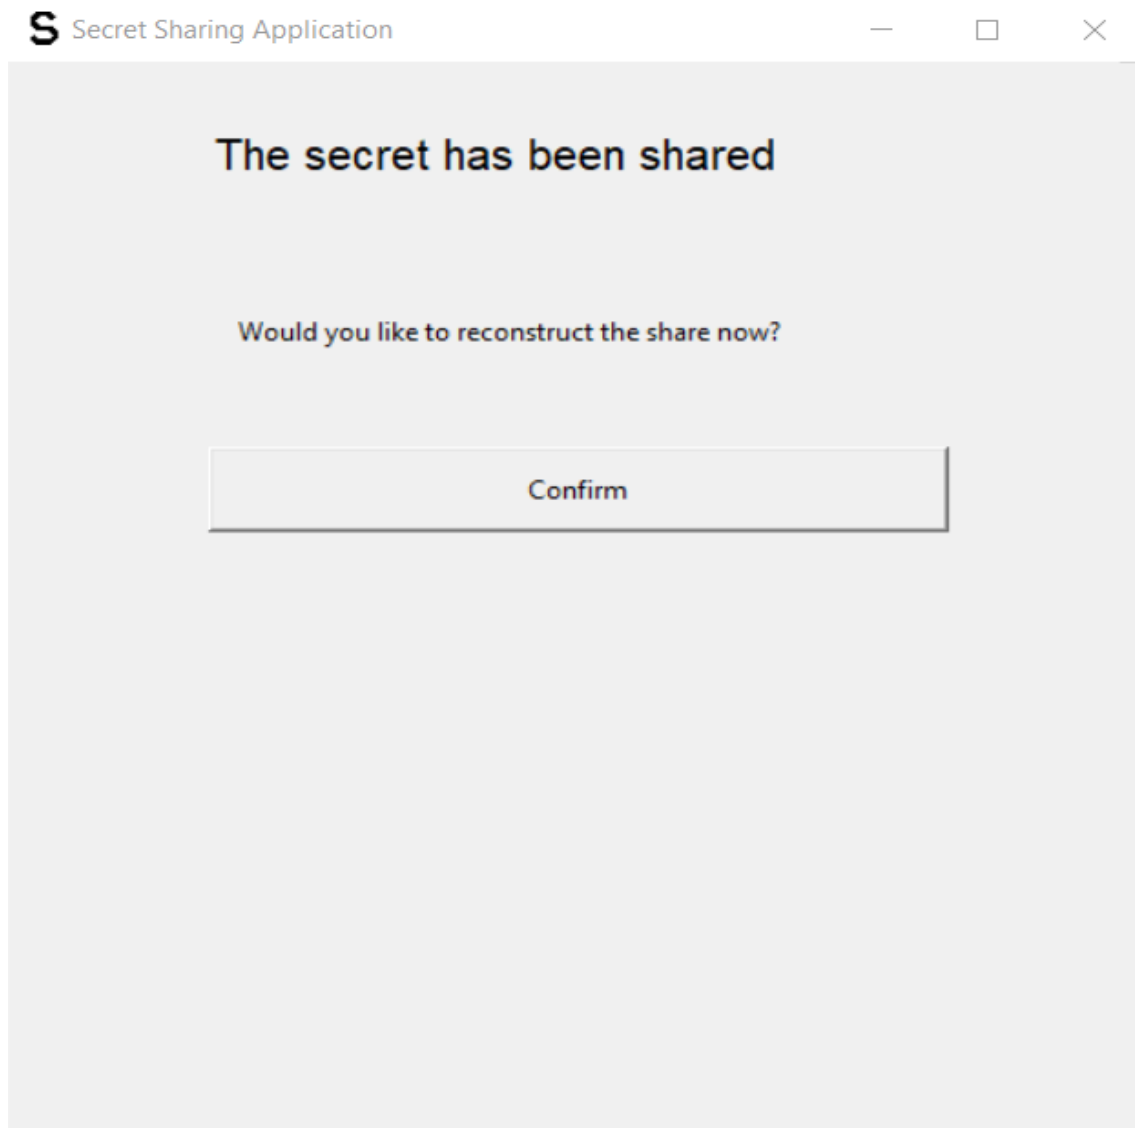 S Secret Sharing Application
The secret has been shared
Would you like to reconstruct the share now?
Confirm